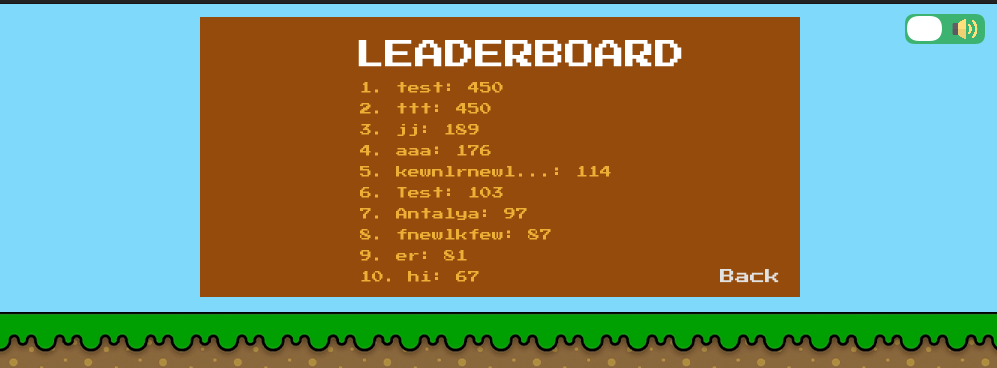 LEADERBOARD
1. test: 450
2. ttt: 450
3. jj: 189
4. aaa: 176
5. kewnlrnewl...: 114
6. Test: 103
7. Antalya: 97
8. fnewlkfew: 87
9. er: 81
10. hi: 67
Back